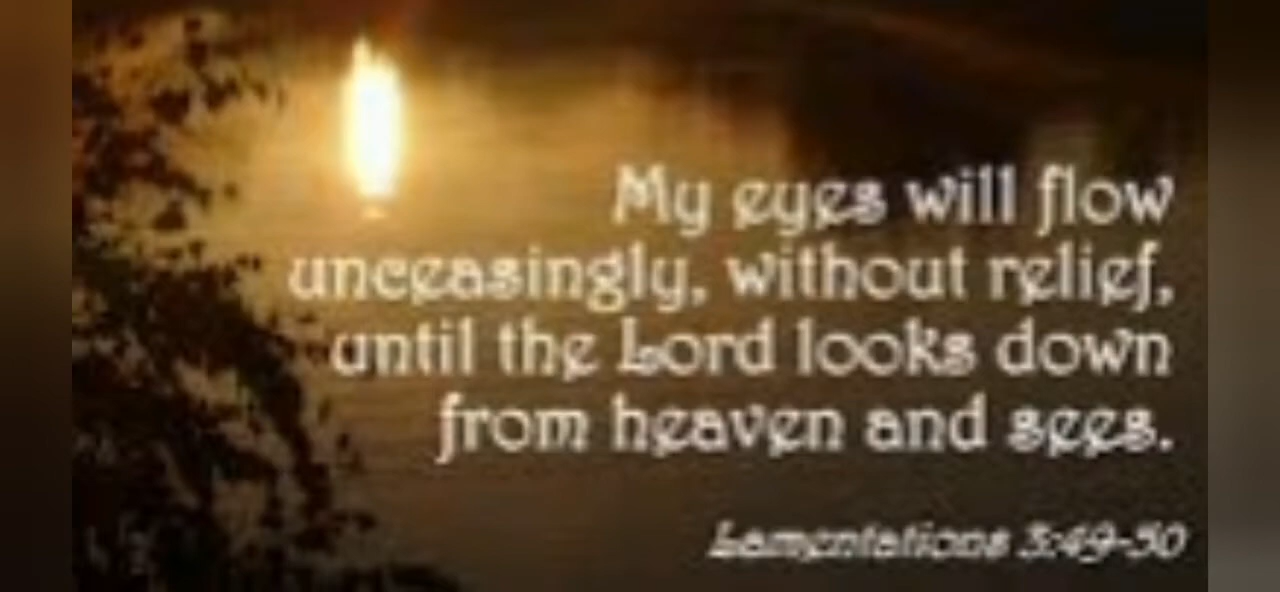 My eyes will flow
unceasingly, without relief,
until the Lord looks down
from heaven and sees.
Lamentations 3:49-50